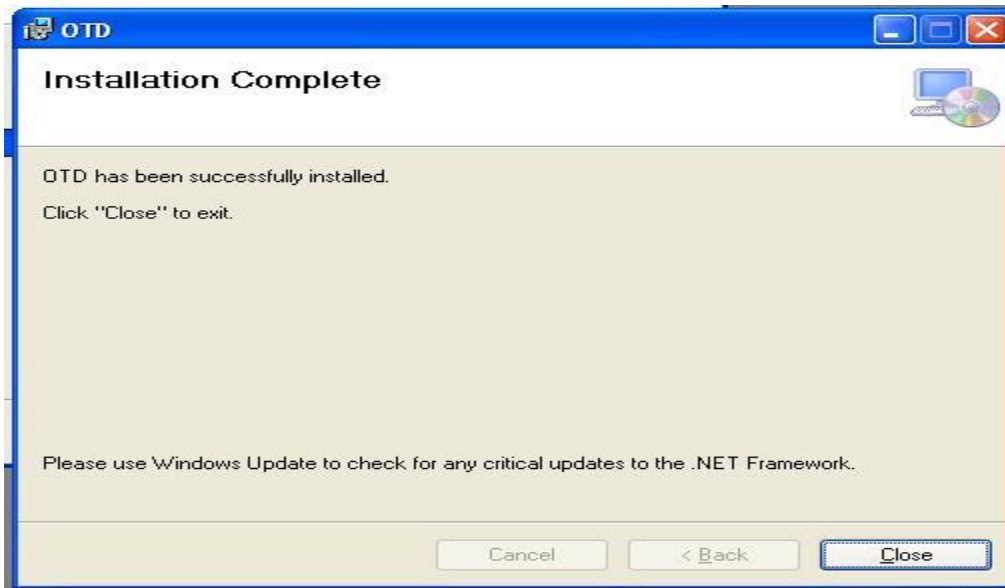 OTD
Installation Complete
OTD has been successfully installed.
Click "Close" to exit.
Please use Windows Update to check for any critical updates to the .NET Framework.
Cancel
< Back
Close